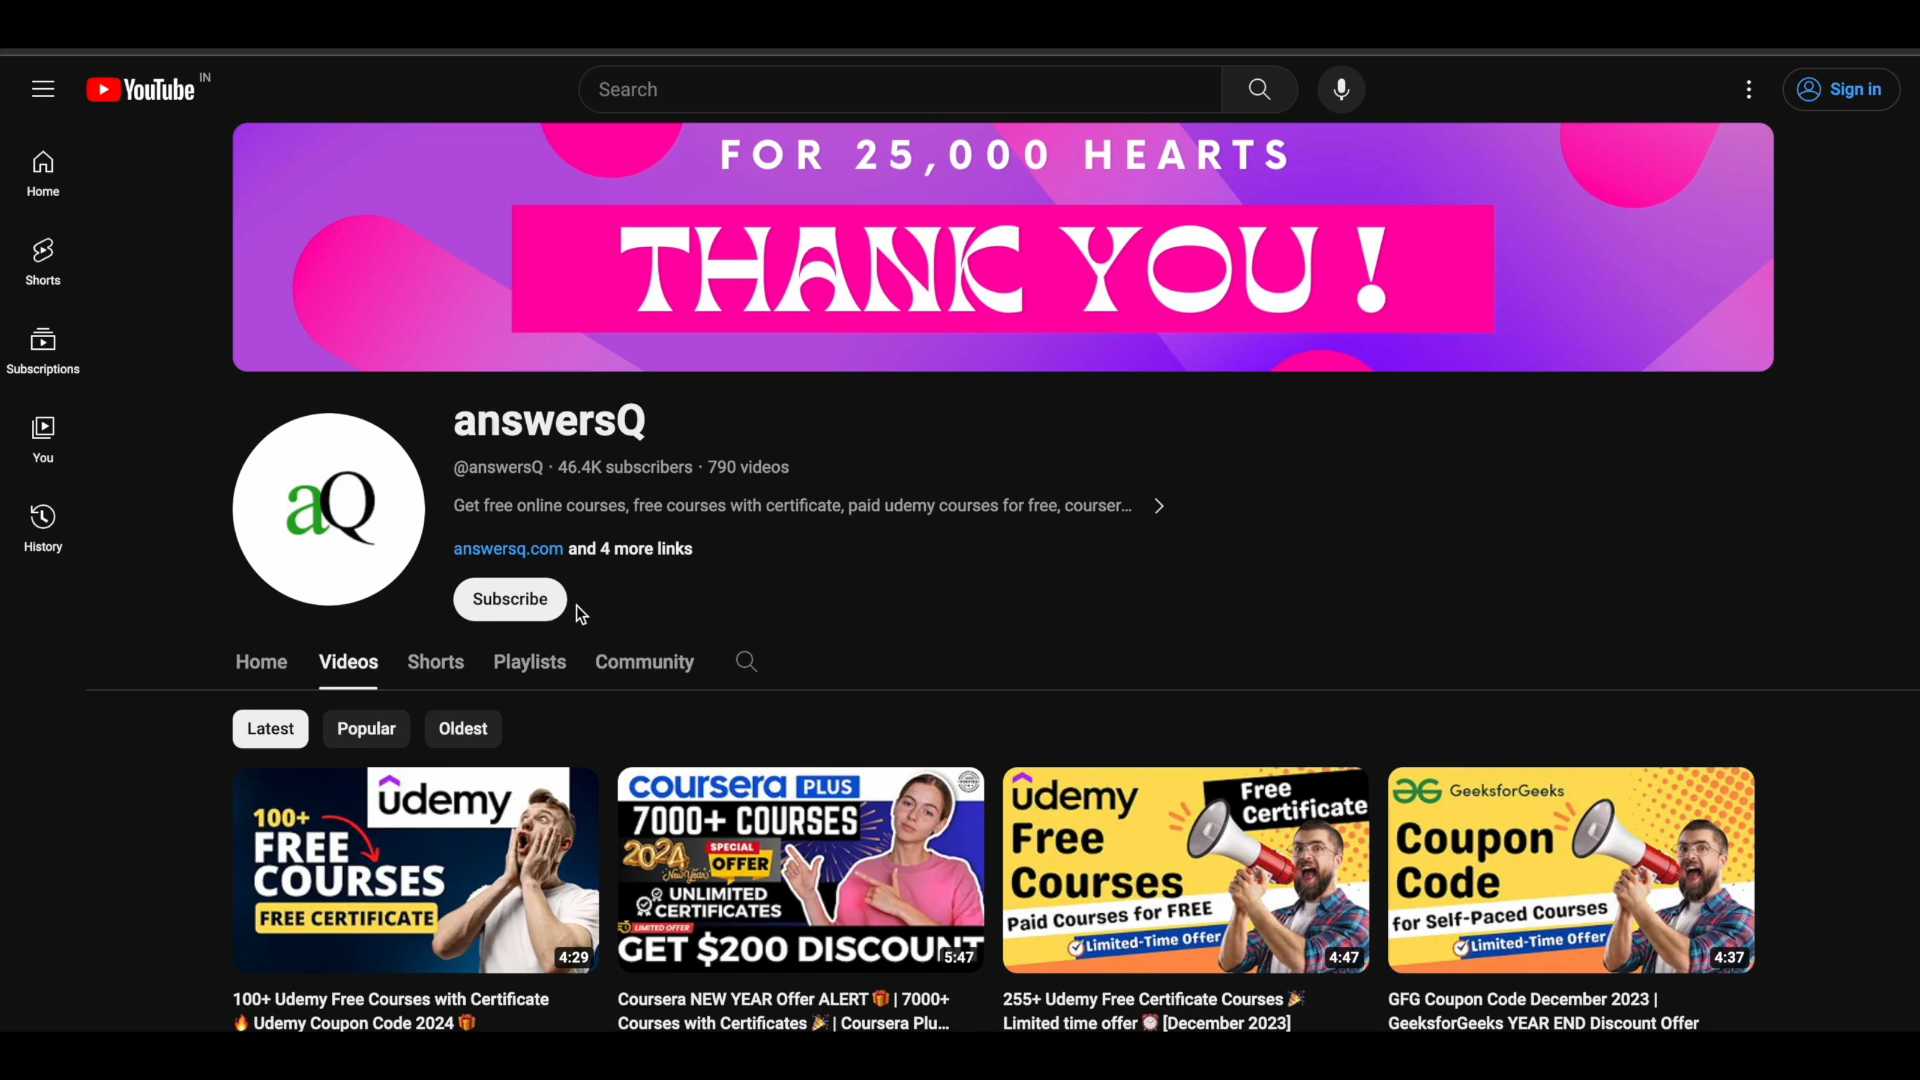 YouTube IN
Search
Sign in
Home
Shorts
Subscriptions
You
History
FOR 25,000 HEARTS
THANK YOU!
aQ
answersQ
@answersQ · 46.4K subscribers · 790 videos
Get free online courses, free courses with certificate, paid udemy courses for free, courser...
answersq.com and 4 more links
Subscribe
Home Videos Shorts Playlists Community
Latest Popular Oldest
udemy
100+
FREE
COURSES
FREE CERTIFICATE
4:29
coursera PLUS
7000+ COURSES
2024
New Year
SPECIAL
OFFER
UNLIMITED
CERTIFICATES
LIMITED OFFER
GET $200 DISCOUNT
5:47
udemy
Free
Certificate
Free
Courses
Paid Courses for FREE
Limited-Time Offer
4:47
GeeksforGeeks
Coupon
Code
for Self-Paced Courses
Limited-Time Offer
4:37
100+ Udemy Free Courses with Certificate
🔥 Udemy Coupon Code 2024 🎁
Coursera NEW YEAR Offer ALERT 🎁 | 7000+
Courses with Certificates 🎉 | Coursera Plu...
255+ Udemy Free Certificate Courses 🎉
Limited time offer ⏰ [December 2023]
GFG Coupon Code December 2023 |
GeeksforGeeks YEAR END Discount Offer